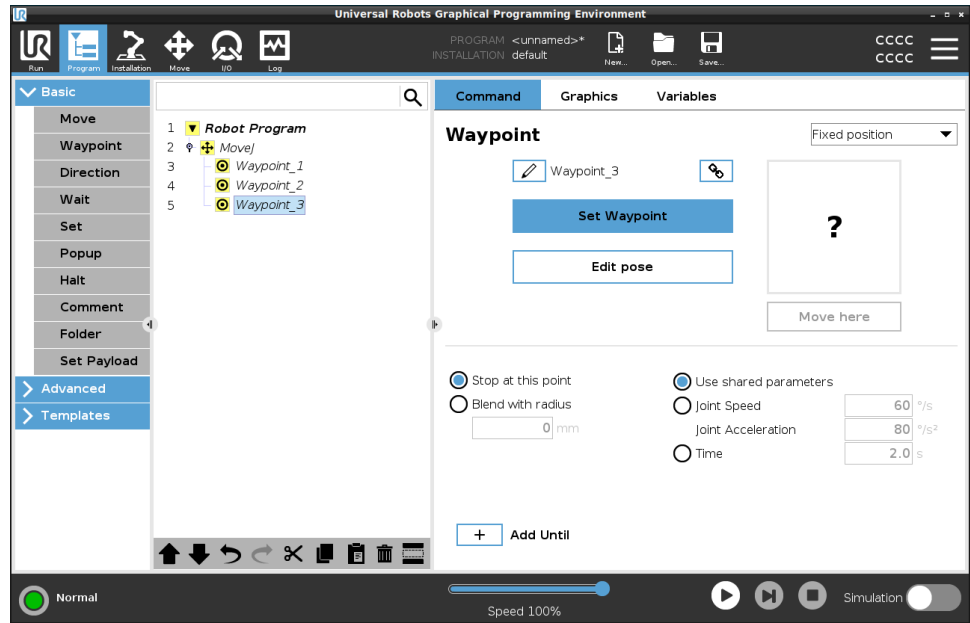 UR
Universal Robots Graphical Programming Environment
Run
Program
Installation
Move
I/O
Log
PROGRAM <unnamed>*
INSTALLATION default
New...
Open...
Save...
CCCC
CCCC
Basic
Move
Waypoint
Direction
Wait
Set
Popup
Halt
Comment
Folder
Set Payload
Advanced
Templates
1 Robot Program
2 MoveJ
3 Waypoint_1
4 Waypoint_2
5 Waypoint_3
Command Graphics Variables
Waypoint
Fixed position
Waypoint_3
Set Waypoint
Edit pose
?
Move here
Stop at this point
Blend with radius
0 mm
Use shared parameters
Joint Speed 60 °/s
Joint Acceleration 80 °/s²
Time 2.0 s
+ Add Until
Normal
Speed 100%
Simulation